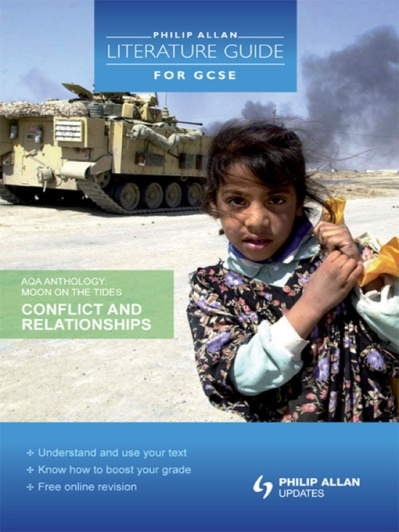 PHILIP ALLAN
LITERATURE GUIDE
FOR GCSE
AQA ANTHOLOGY:
MOON ON THE TIDES
CONFLICT AND
RELATIONSHIPS
✢ Understand and use your text
✢ Know how to boost your grade
✢ Free online revision
PHILIP ALLAN
UPDATES